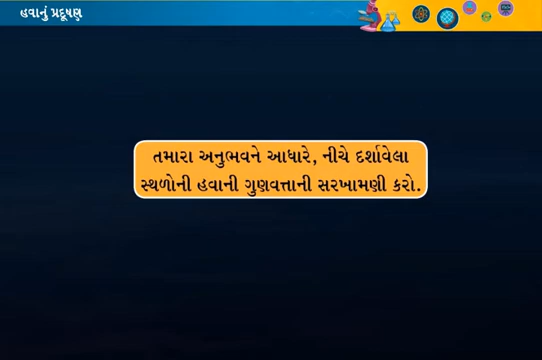 હવાનું પ્રદૂષણ
તમારા અનુભવને આધારે, નીચે દર્શાવેલા
સ્થળોની હવાની ગુણવત્તાની સરખામણી કરો.